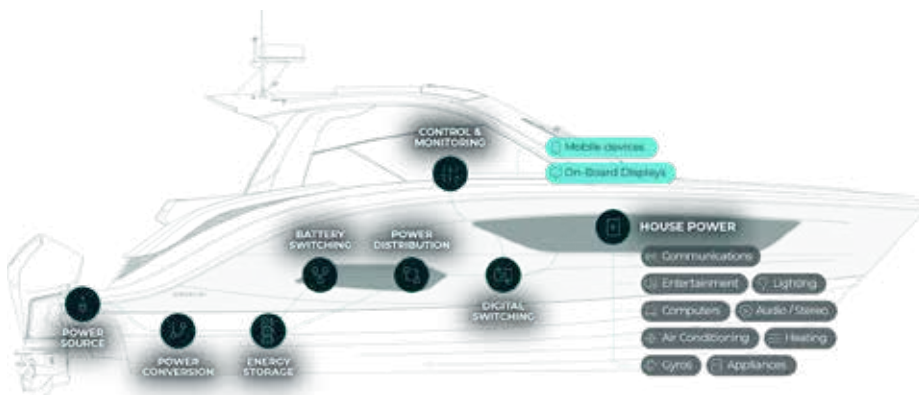 CONTROL &
MONITORING
Mobile devices
On-Board Displays
HOUSE POWER
BATTERY
SWITCHING
POWER
DISTRIBUTION
Communications
Entertainment
Lighting
DIGITAL
SWITCHING
Computers
Audio / Stereo
POWER
SOURCE
Air Conditioning
Heating
POWER
CONVERSION
ENERGY
STORAGE
Gyros
Appliances